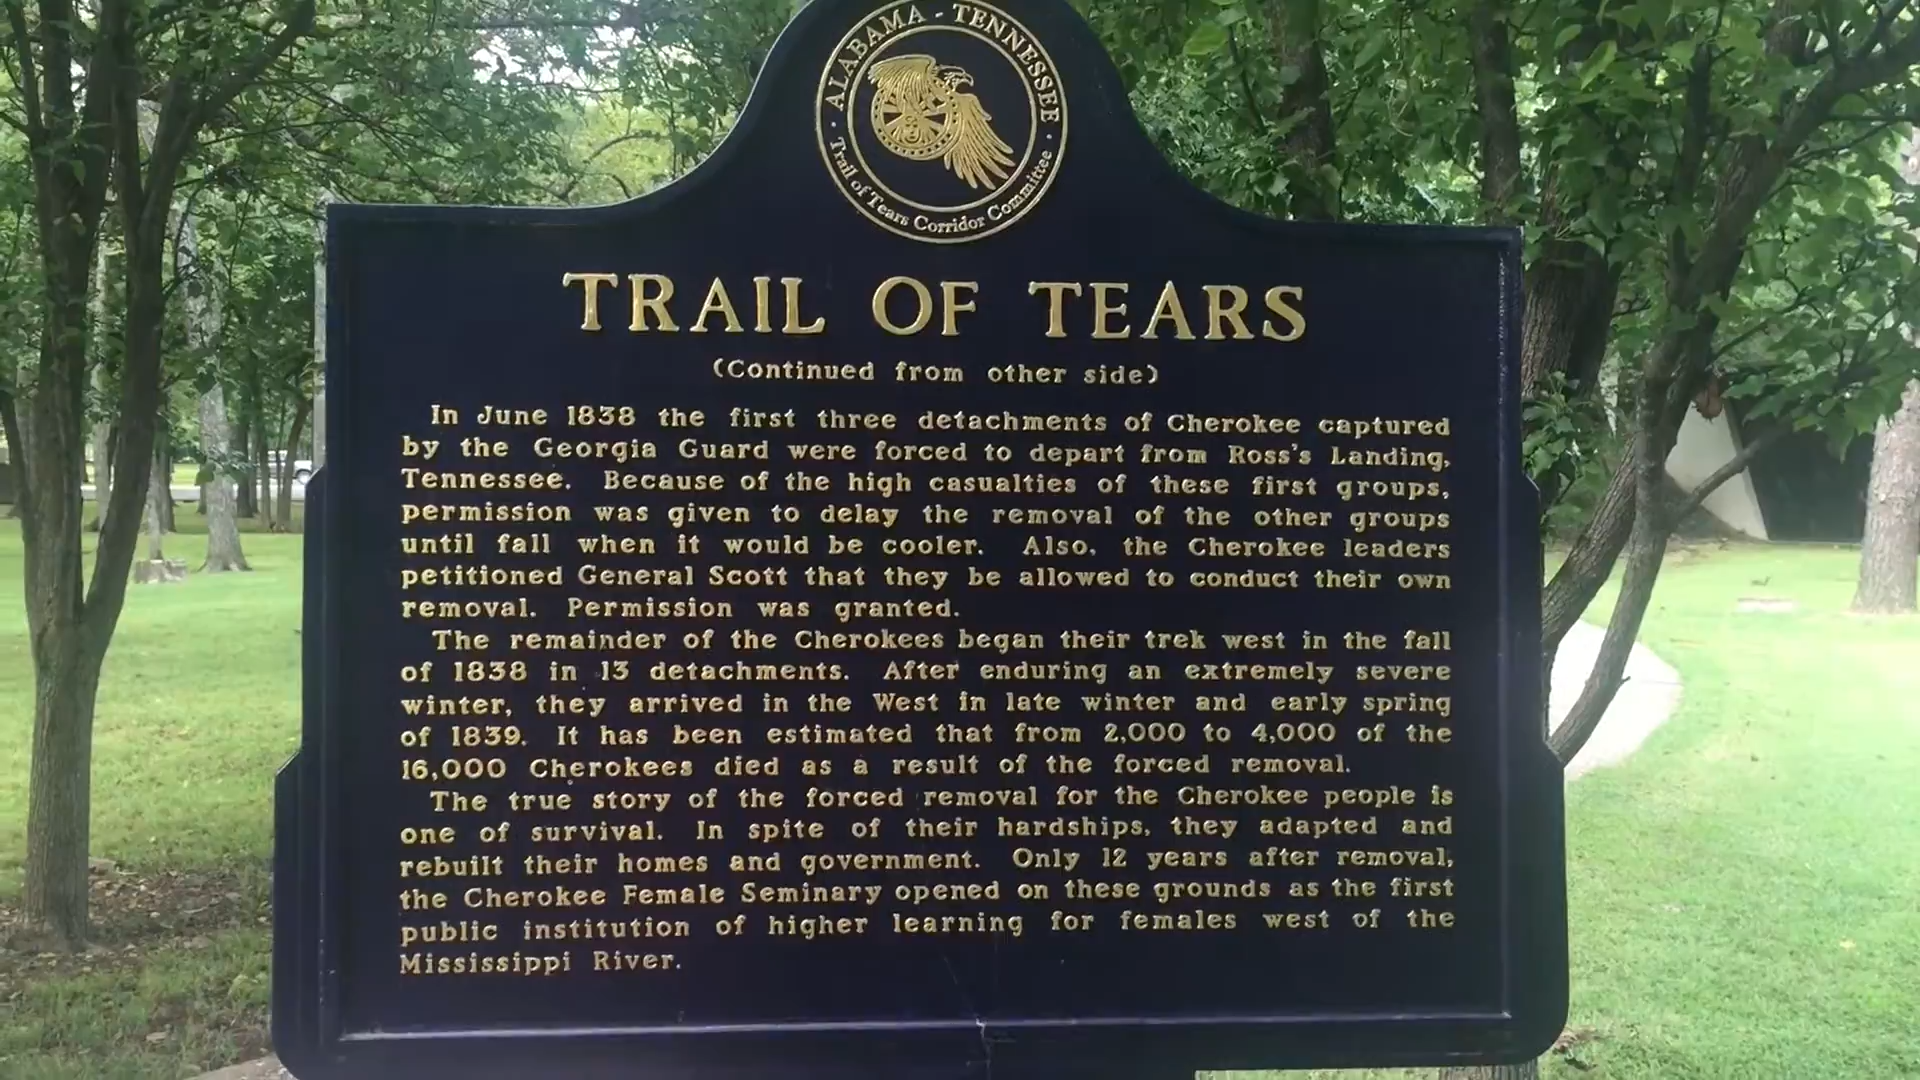 ALABAMA - TENNESSEE
Trail of Tears Corridor Committee
TRAIL OF TEARS
(Continued from other side)
In June 1838 the first three detachments of Cherokee captured
by the Georgia Guard were forced to depart from Ross's Landing,
Tennessee. Because of the high casualties of these first groups,
permission was given to delay the removal of the other groups
until fall when it would be cooler. Also, the Cherokee leaders
petitioned General Scott that they be allowed to conduct their own
removal. Permission was granted.
The remainder of the Cherokees began their trek west in the fall
of 1838 in 13 detachments. After enduring an extremely severe
winter, they arrived in the West in late winter and early spring
of 1839. It has been estimated that from 2,000 to 4,000 of the
16,000 Cherokees died as a result of the forced removal.
The true story of the forced removal for the Cherokee people is
one of survival. In spite of their hardships, they adapted and
rebuilt their homes and government. Only 12 years after removal,
the Cherokee Female Seminary opened on these grounds as the first
public institution of higher learning for females west of the
Mississippi River.